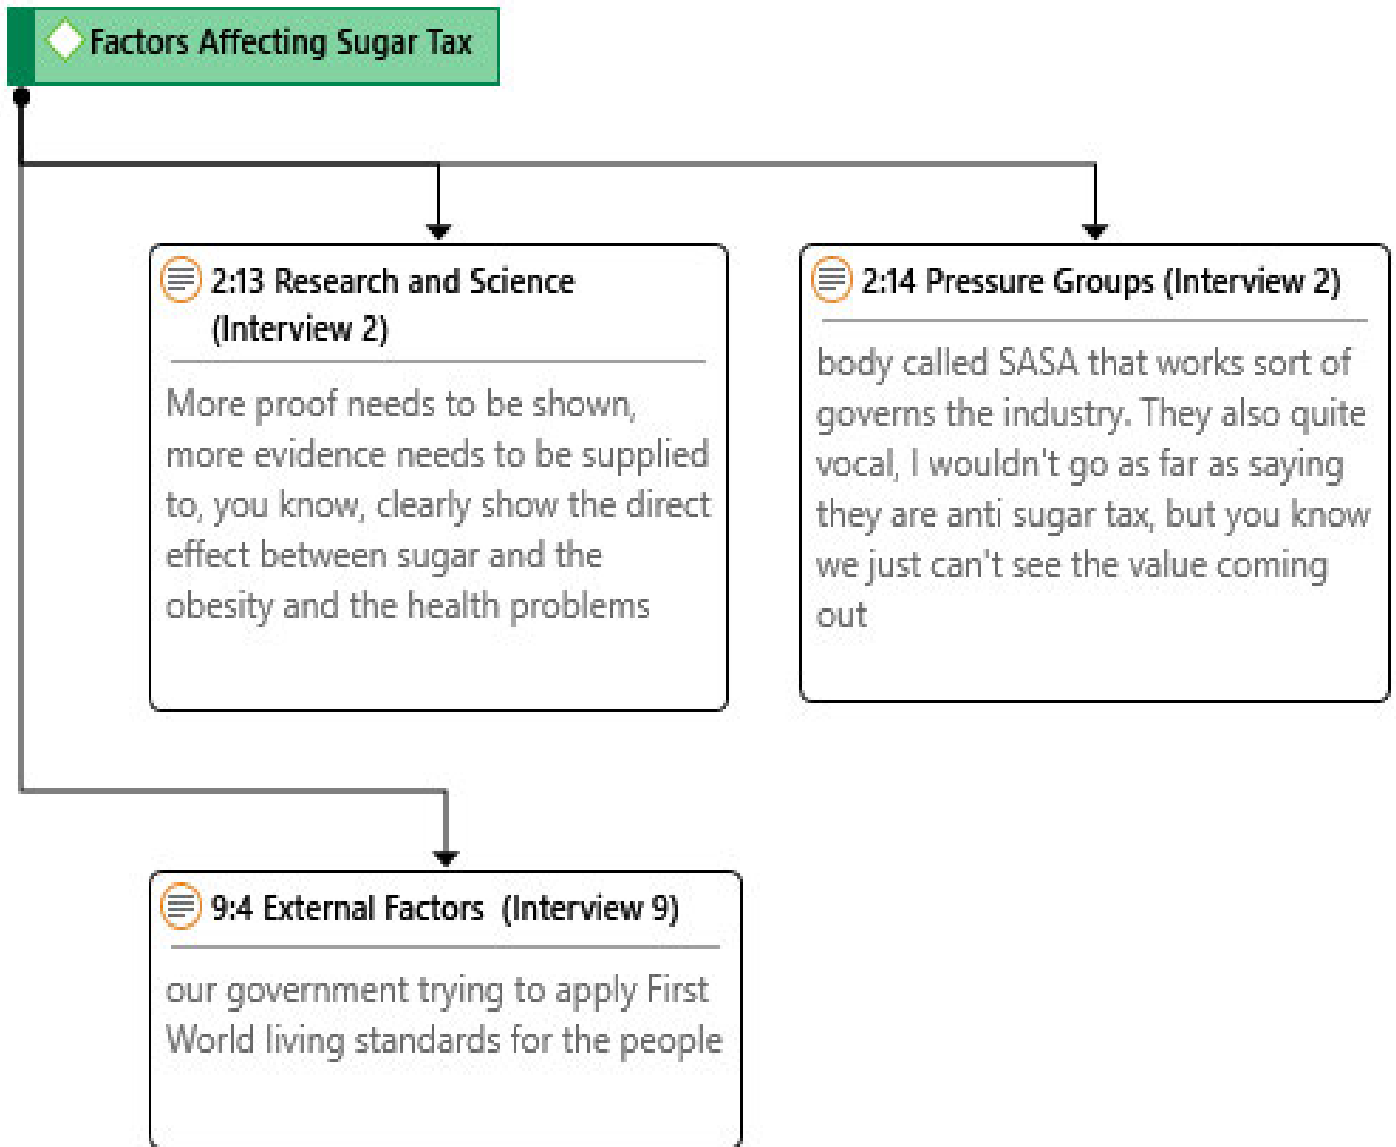 Factors Affecting Sugar Tax
2:13 Research and Science
(Interview 2)
More proof needs to be shown,
more evidence needs to be supplied
to, you know, clearly show the direct
effect between sugar and the
obesity and the health problems
2:14 Pressure Groups (Interview 2)
body called SASA that works sort of
governs the industry. They also quite
vocal, I wouldn't go as far as saying
they are anti sugar tax, but you know
we just can't see the value coming
out
9:4 External Factors (Interview 9)
our government trying to apply First
World living standards for the people